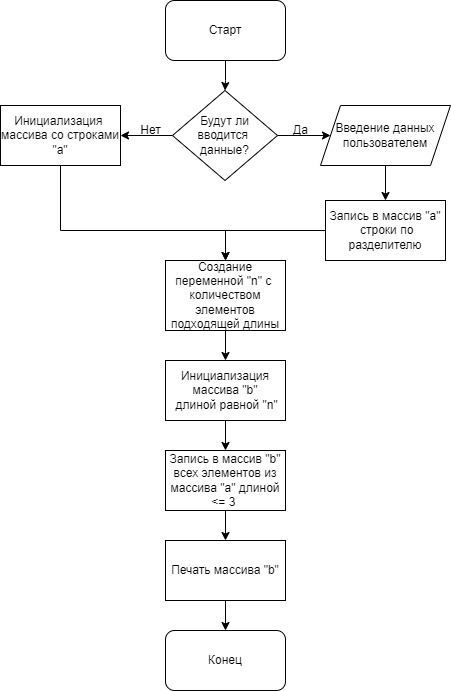 Старт
Будут ли
вводится
данные?
Нет
Да
Инициализация
массива со строками
"a"
Введение данных
пользователем
Запись в массив "a"
строки по
разделителю
Создание
переменной "n" с
количеством
элементов
подходящей длины
Инициализация
массива "b"
длиной равной "n"
Запись в массив "b"
всех элементов из
массива "a" длиной
<= 3
Печать массива "b"
Конец